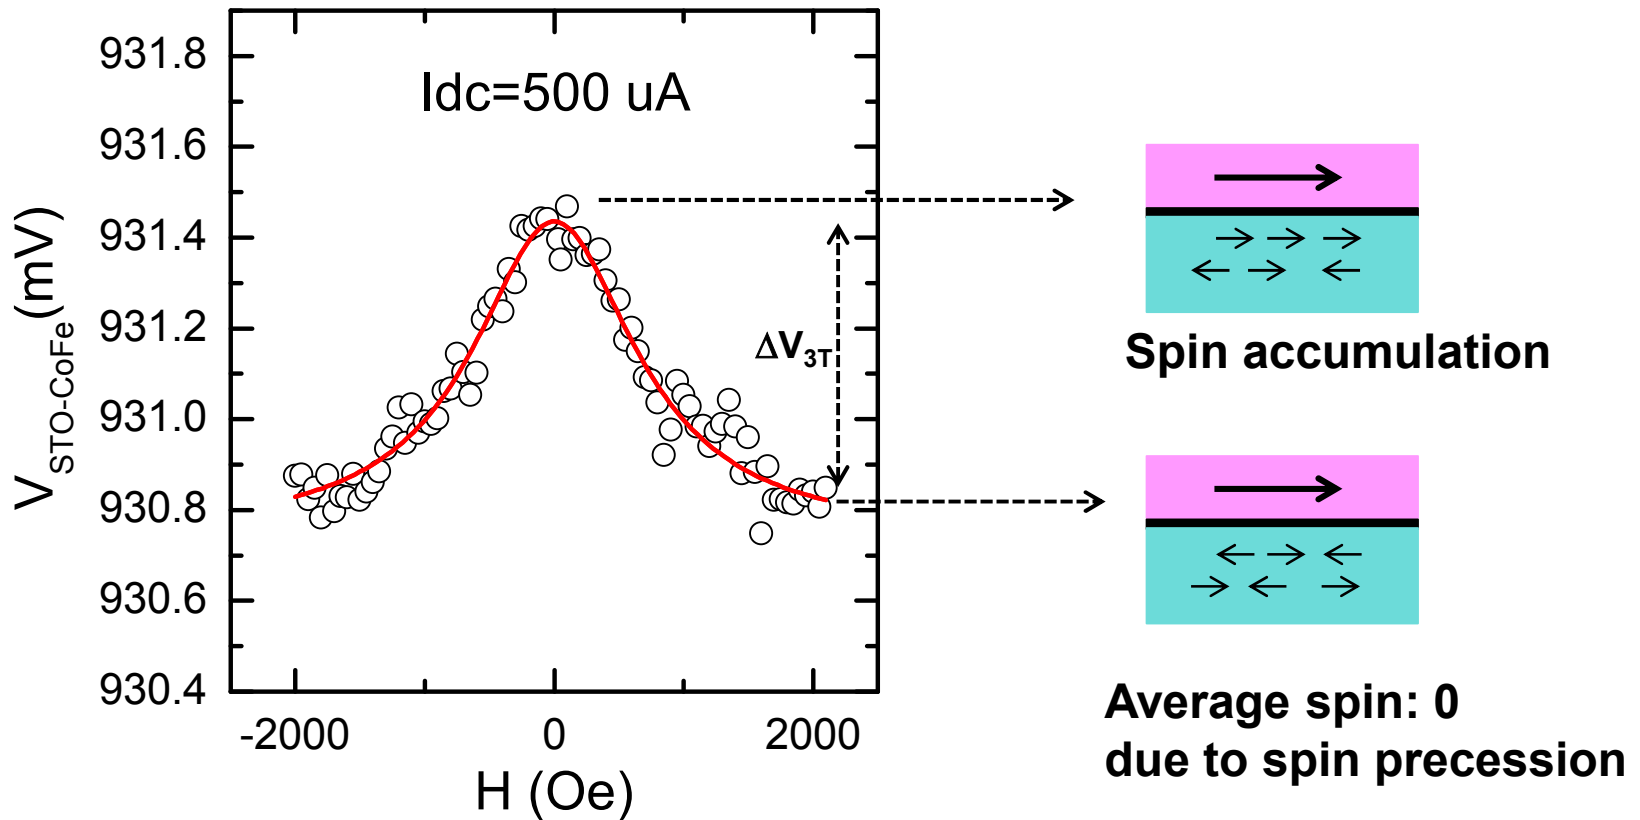 931.8
931.6
931.4
931.2
931.0
930.8
930.6
930.4
V_STO-CoFe(mV)
Idc=500 uA
ΔV_3T
-2000
0
2000
H (Oe)
Spin accumulation
Average spin: 0
due to spin precession